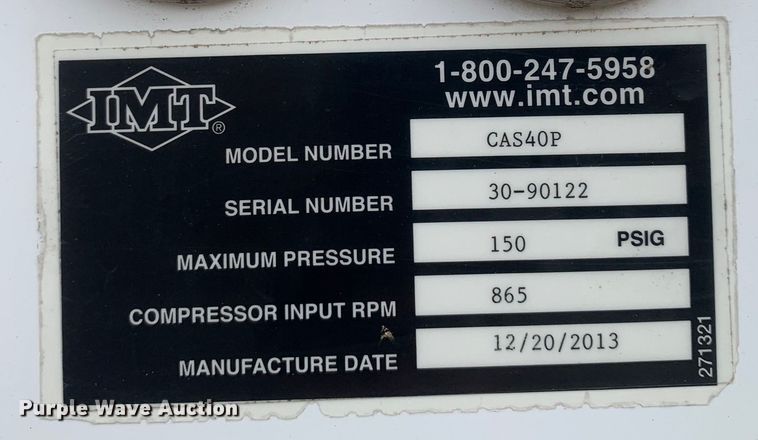 1-800-247-5958
www.imt.com
IMT®
MODEL NUMBER CAS40P
SERIAL NUMBER 30-90122
MAXIMUM PRESSURE 150 PSIG
COMPRESSOR INPUT RPM 865
MANUFACTURE DATE 12/20/2013
271321
Purple Wave Auction